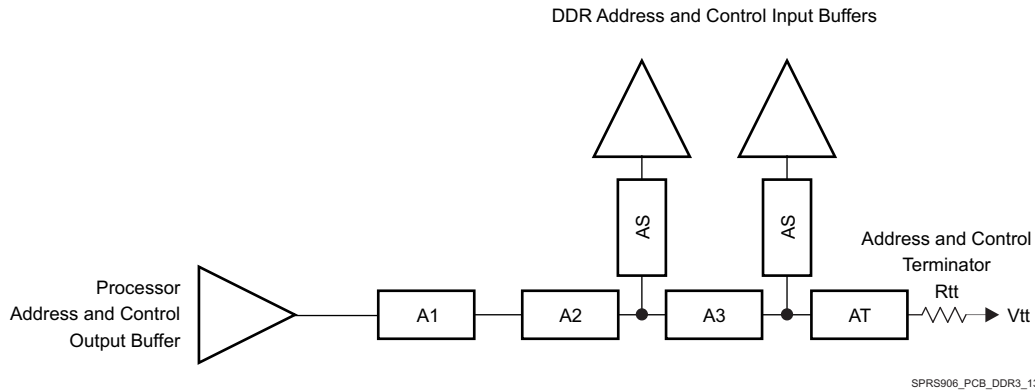 DDR Address and Control Input Buffers
AS
AS
Processor
Address and Control
Output Buffer
A1
A2
A3
AT
Address and Control
Terminator
Rtt
Vtt
SPRS906_PCB_DDR3_13